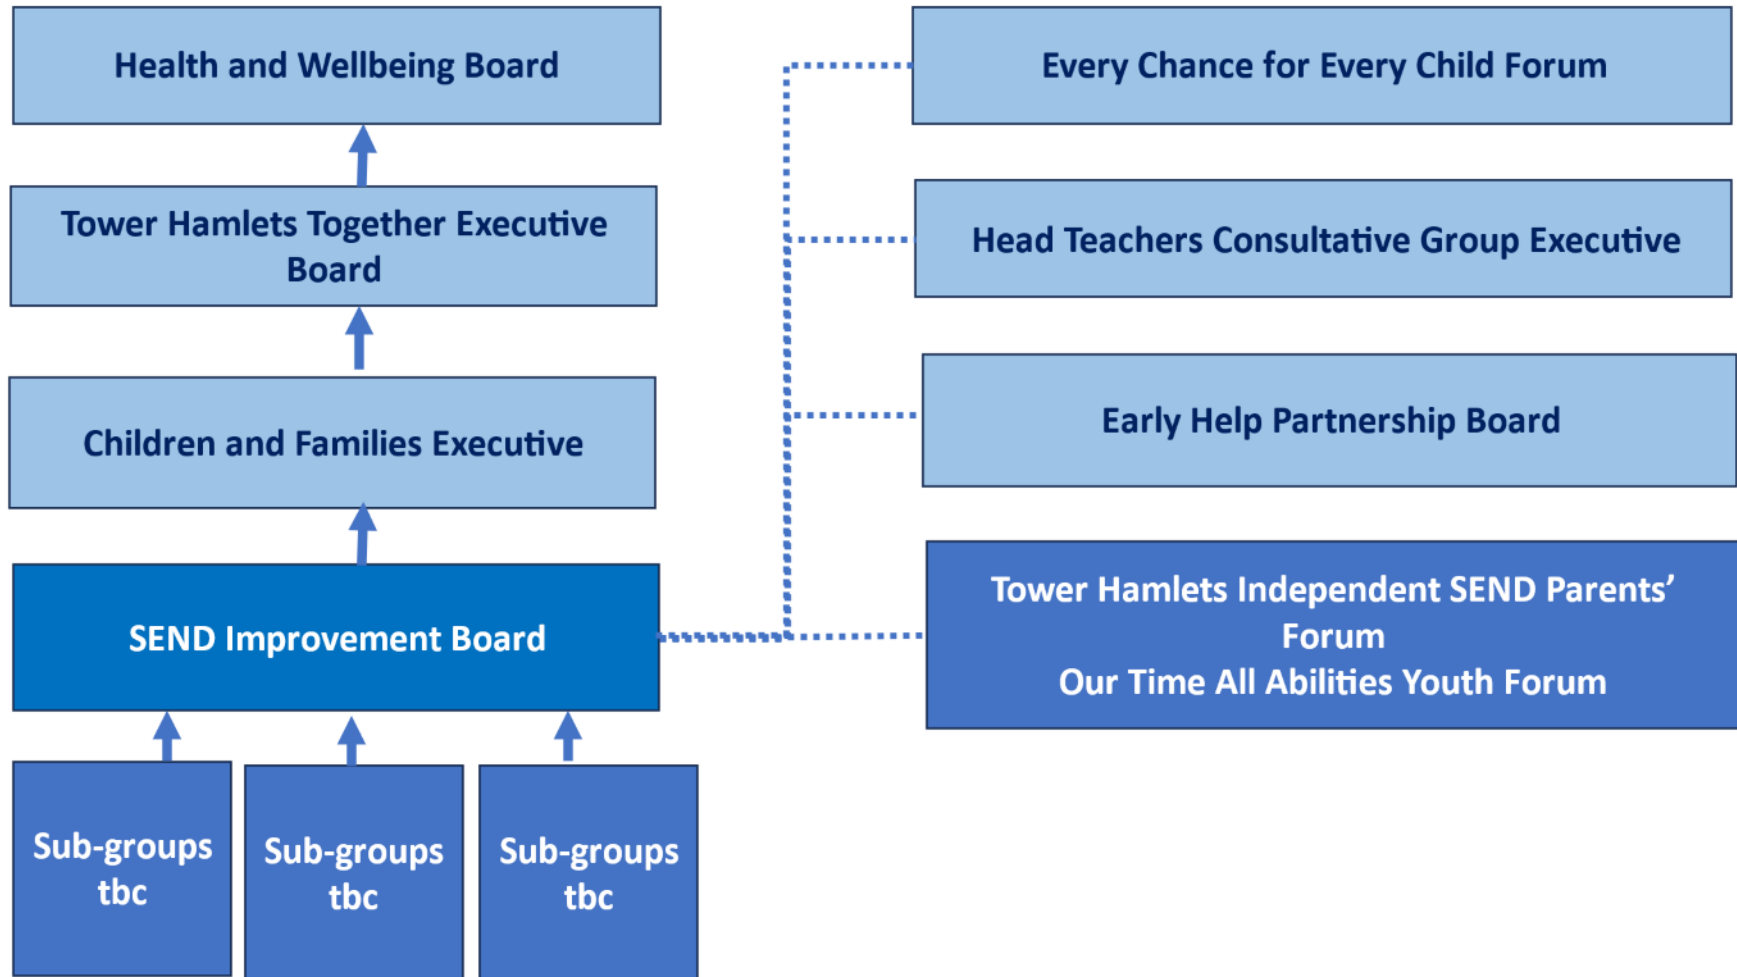 Health and Wellbeing Board
Tower Hamlets Together Executive
Board
Children and Families Executive
SEND Improvement Board
Sub-groups
tbc
Sub-groups
tbc
Sub-groups
tbc
Every Chance for Every Child Forum
Head Teachers Consultative Group Executive
Early Help Partnership Board
Tower Hamlets Independent SEND Parents’
Forum
Our Time All Abilities Youth Forum